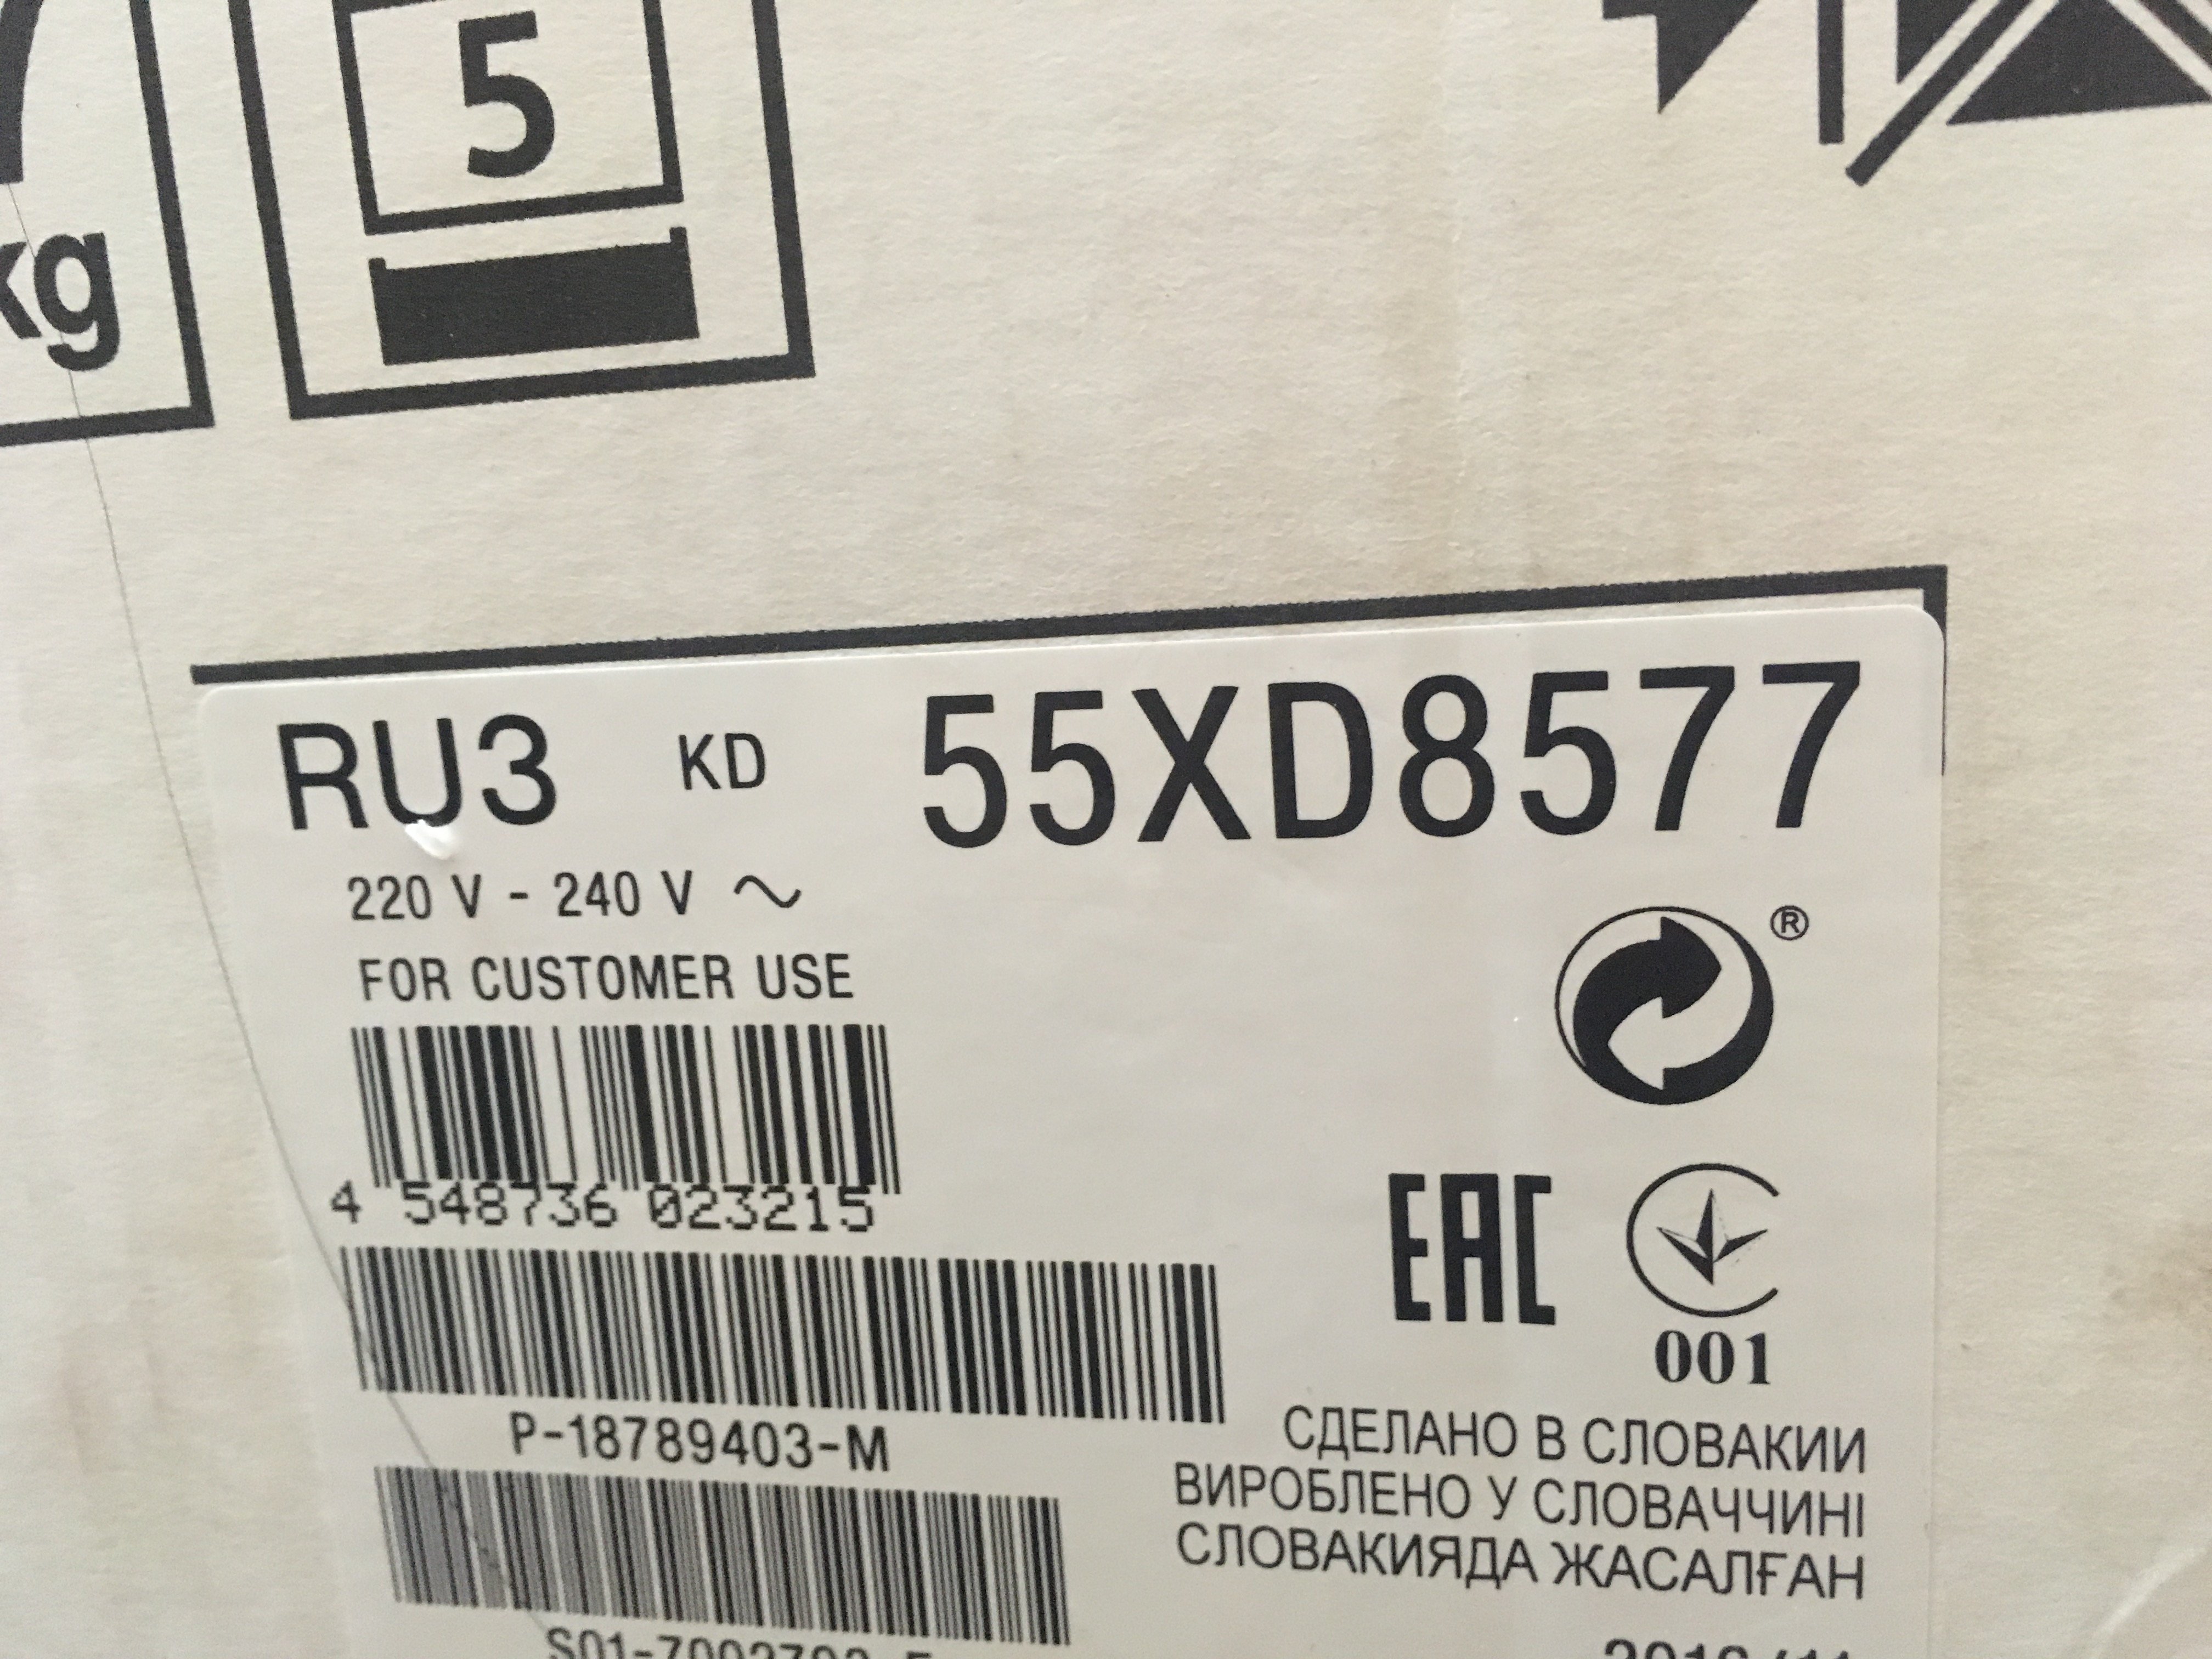 kg
5
RU3 KD 55XD8577
220 V - 240 V ~
FOR CUSTOMER USE
®
4 548736 023215
EAC
001
P-18789403-M
СДЕЛАНО В СЛОВАКИИ
ВИРОБЛЕНО У СЛОВАЧЧИНІ
СЛОВАКИЯДА ЖАСАЛҒАН